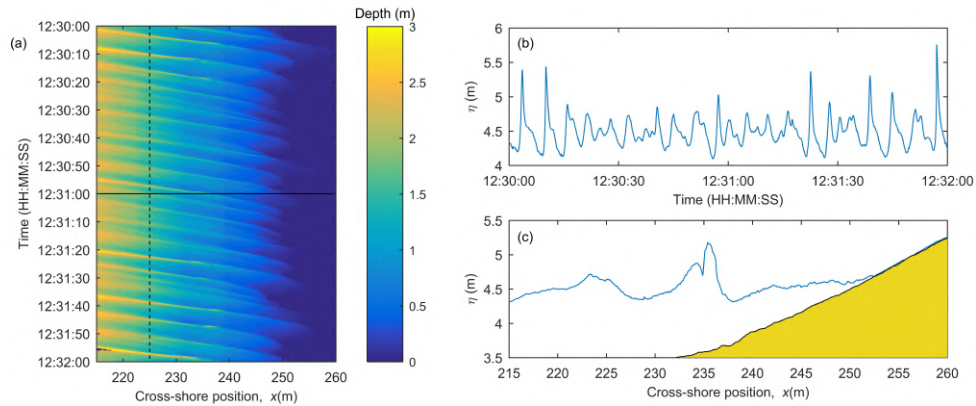 (a)
Depth (m)
12:30:00
12:30:10
12:30:20
12:30:30
12:30:40
12:30:50
12:31:00
12:31:10
12:31:20
12:31:30
12:31:40
12:31:50
12:32:00
Time (HH:MM:SS)
220 230 240 250 260
Cross-shore position, x(m)
3
2.5
2
1.5
1
0.5
0
(b)
6
5.5
5
4.5
4
η (m)
12:30:00 12:30:30 12:31:00 12:31:30 12:32:00
Time (HH:MM:SS)
(c)
5.5
5
4.5
4
3.5
η (m)
215 220 225 230 235 240 245 250 255 260
Cross-shore position, x(m)